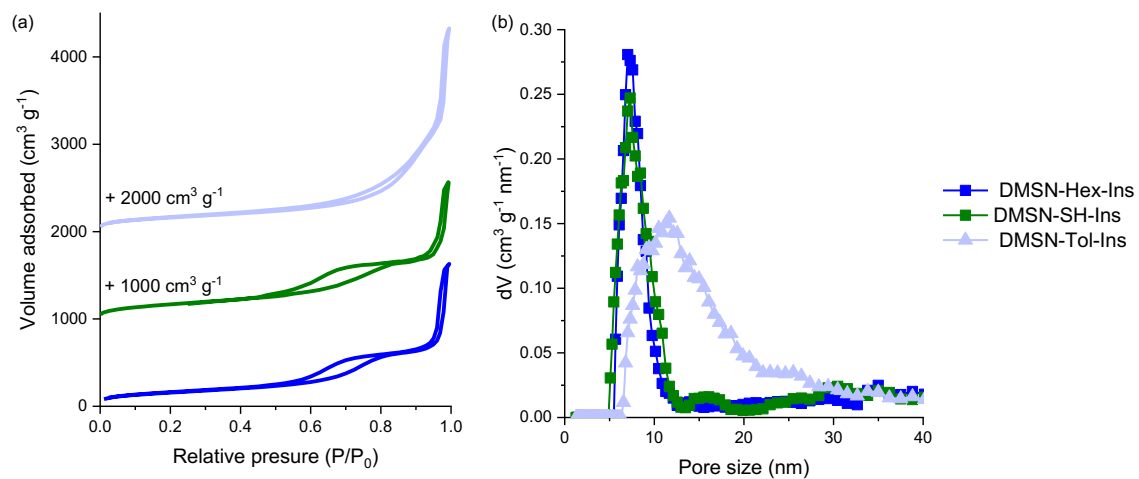 (a)
Volume adsorbed (cm³ g⁻¹)
4000
3000
2000
1000
0
+ 2000 cm³ g⁻¹
+ 1000 cm³ g⁻¹
0.0 0.2 0.4 0.6 0.8 1.0
Relative presure (P/P₀)
(b)
dV (cm³ g⁻¹ nm⁻¹)
0.30
0.25
0.20
0.15
0.10
0.05
0.00
0 10 20 30 40
Pore size (nm)
DMSN-Hex-Ins
DMSN-SH-Ins
DMSN-Tol-Ins